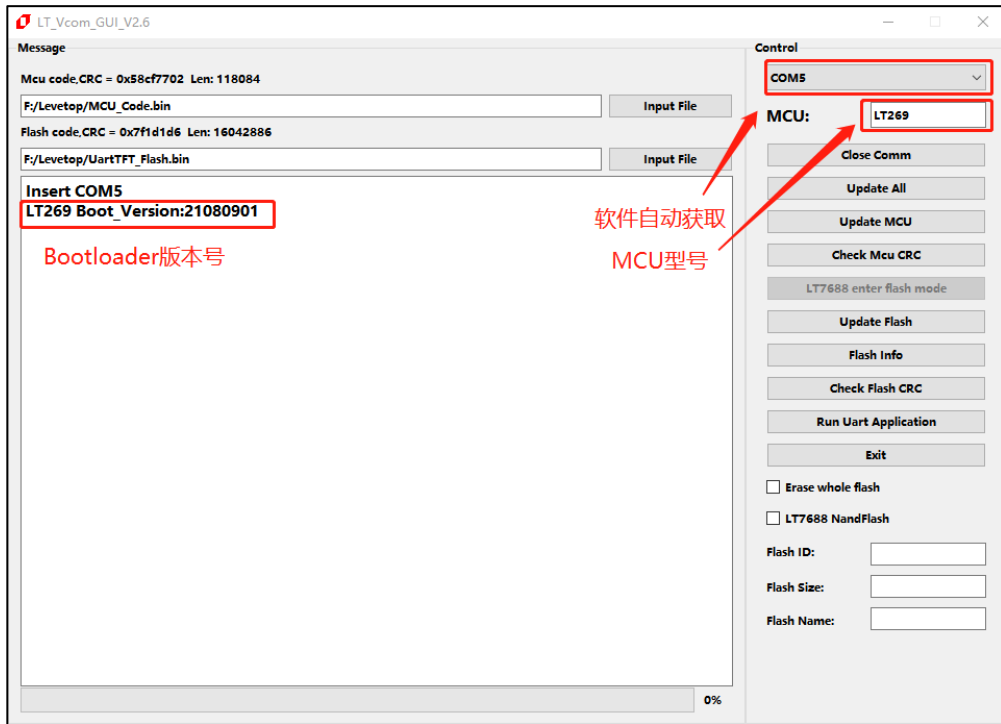 LT_Vcom_GUI_V2.6
Message
Mcu code,CRC = 0x58cf7702 Len: 118084
F:/Levetop/MCU_Code.bin
Input File
Flash code,CRC = 0x7f1d1d6 Len: 16042886
F:/Levetop/UartTFT_Flash.bin
Input File
Insert COM5
LT269 Boot_Version:21080901
Bootloader版本号
软件自动获取
MCU型号
0%
Control
COM5
MCU:
LT269
Close Comm
Update All
Update MCU
Check Mcu CRC
LT7688 enter flash mode
Update Flash
Flash Info
Check Flash CRC
Run Uart Application
Exit
Erase whole flash
LT7688 NandFlash
Flash ID:
Flash Size:
Flash Name: